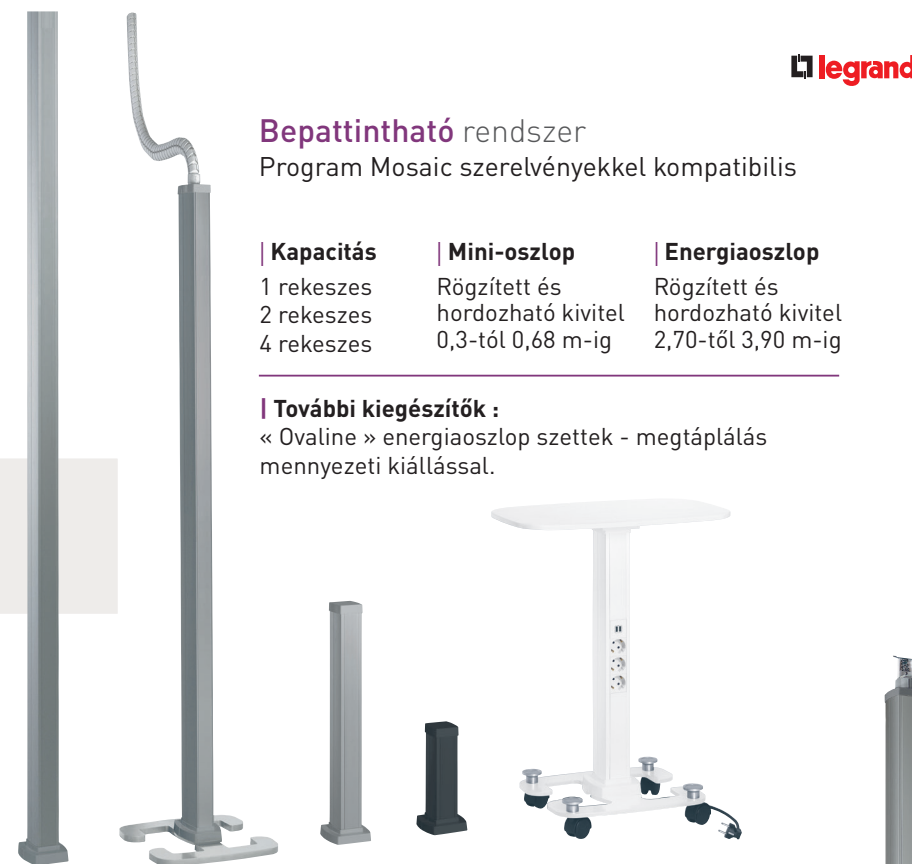 legrand
Bepattintható rendszer
Program Mosaic szerelvényekkel kompatibilis
| Kapacitás
1 rekeszes
2 rekeszes
4 rekeszes
| Mini-oszlop
Rögzített és
hordozható kivitel
0,3-tól 0,68 m-ig
| Energiaoszlop
Rögzített és
hordozható kivitel
2,70-től 3,90 m-ig
| További kiegészítők :
« Ovaline » energiaoszlop szettek - megtáplálás
mennyezeti kiállással.